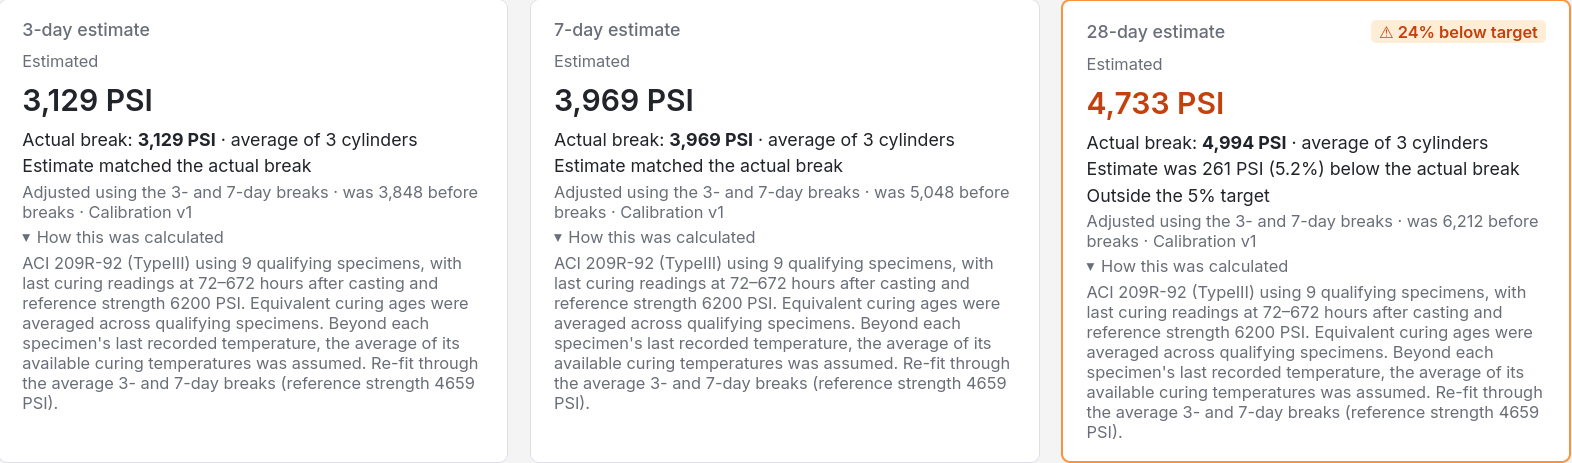 3-day estimate
Estimated
3,129 PSI
Actual break: 3,129 PSI · average of 3 cylinders
Estimate matched the actual break
Adjusted using the 3- and 7-day breaks · was 3,848 before
breaks · Calibration v1
▾ How this was calculated
ACI 209R-92 (TypeIII) using 9 qualifying specimens, with
last curing readings at 72–672 hours after casting and
reference strength 6200 PSI. Equivalent curing ages were
averaged across qualifying specimens. Beyond each
specimen's last recorded temperature, the average of its
available curing temperatures was assumed. Re-fit through
the average 3- and 7-day breaks (reference strength 4659
PSI).
7-day estimate
Estimated
3,969 PSI
Actual break: 3,969 PSI · average of 3 cylinders
Estimate matched the actual break
Adjusted using the 3- and 7-day breaks · was 5,048 before
breaks · Calibration v1
▾ How this was calculated
ACI 209R-92 (TypeIII) using 9 qualifying specimens, with
last curing readings at 72–672 hours after casting and
reference strength 6200 PSI. Equivalent curing ages were
averaged across qualifying specimens. Beyond each
specimen's last recorded temperature, the average of its
available curing temperatures was assumed. Re-fit through
the average 3- and 7-day breaks (reference strength 4659
PSI).
28-day estimate
⚠ 24% below target
Estimated
4,733 PSI
Actual break: 4,994 PSI · average of 3 cylinders
Estimate was 261 PSI (5.2%) below the actual break
Outside the 5% target
Adjusted using the 3- and 7-day breaks · was 6,212 before
breaks · Calibration v1
▾ How this was calculated
ACI 209R-92 (TypeIII) using 9 qualifying specimens, with
last curing readings at 72–672 hours after casting and
reference strength 6200 PSI. Equivalent curing ages were
averaged across qualifying specimens. Beyond each
specimen's last recorded temperature, the average of its
available curing temperatures was assumed. Re-fit through
the average 3- and 7-day breaks (reference strength 4659
PSI).